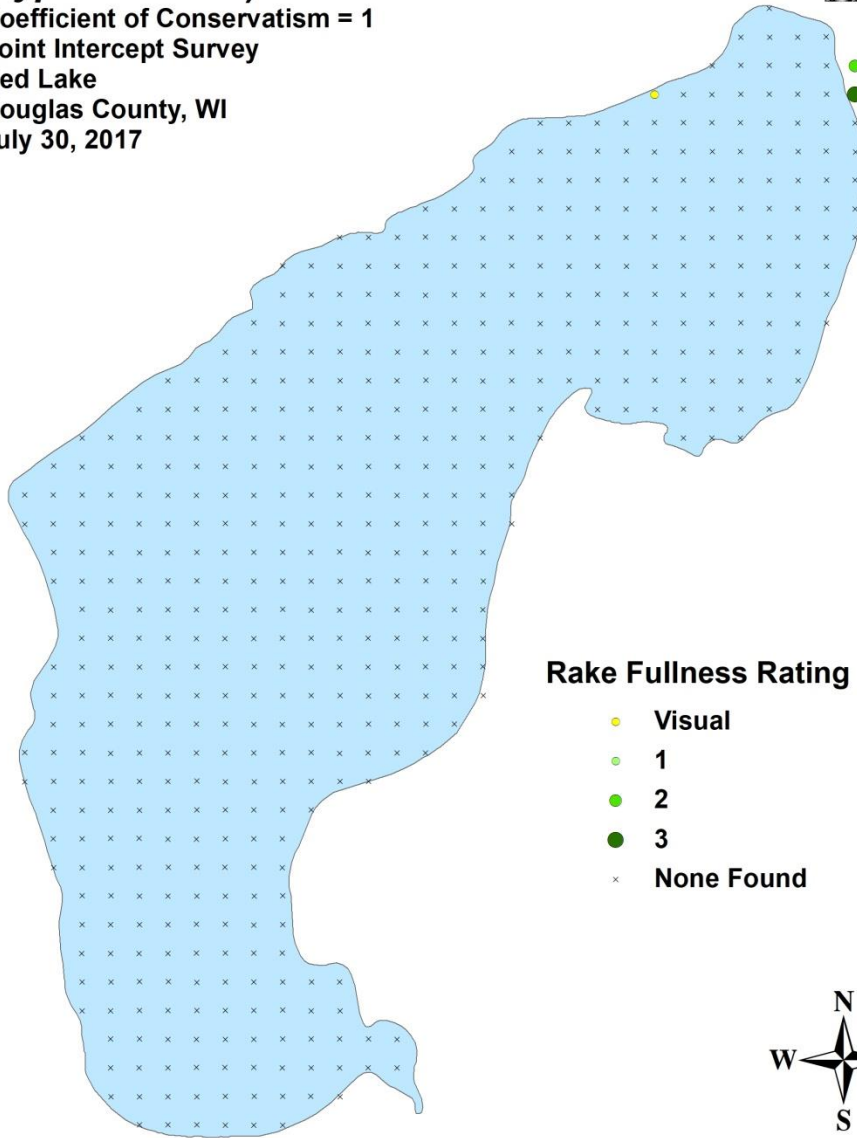 oefficient of Conservatism = 1
oint Intercept Survey
ed Lake
ouglas County, WI
uly 30, 2017
Rake Fullness Rating
Visual
1
2
3
None Found
N
W
S